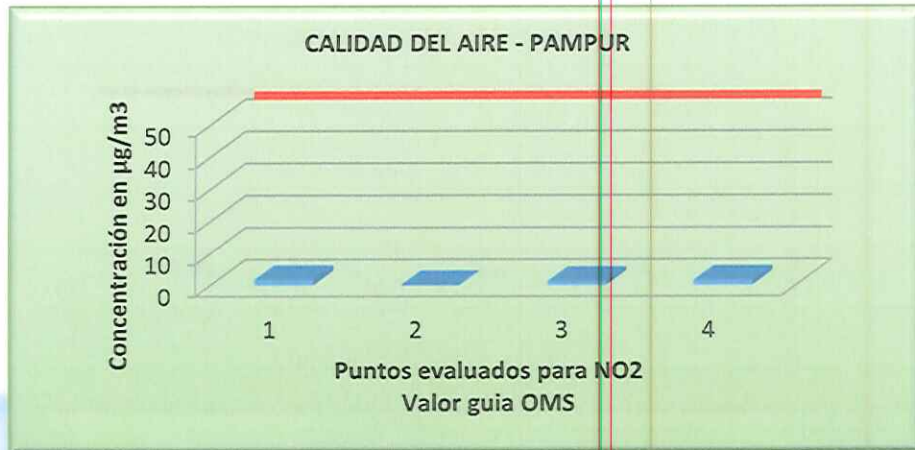 CALIDAD DEL AIRE - PAMPUR
Concentración en µg/m3
50
40
30
20
10
0
1 2 3 4
Puntos evaluados para NO2
Valor guia OMS